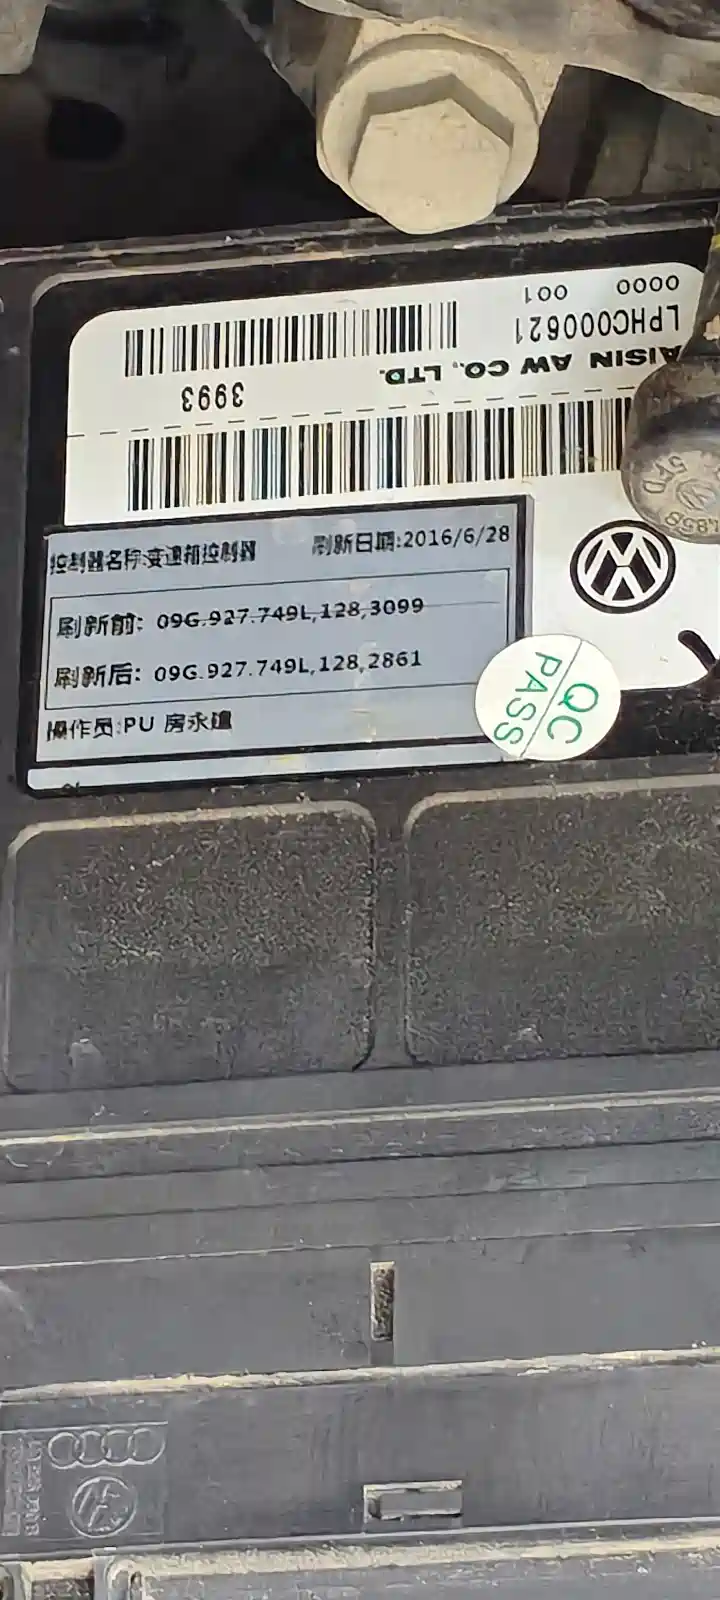 0000 001
LPHC000621
AISIN AW CO., LTD.
3993
控制器名称:变速箱控制器 刷新日期:2016/6/28
刷新前: 09G.927.749L,128,3099
刷新后: 09G.927.749L,128,2861
操作员:PU 房永
QC
PASS
5YD
L858